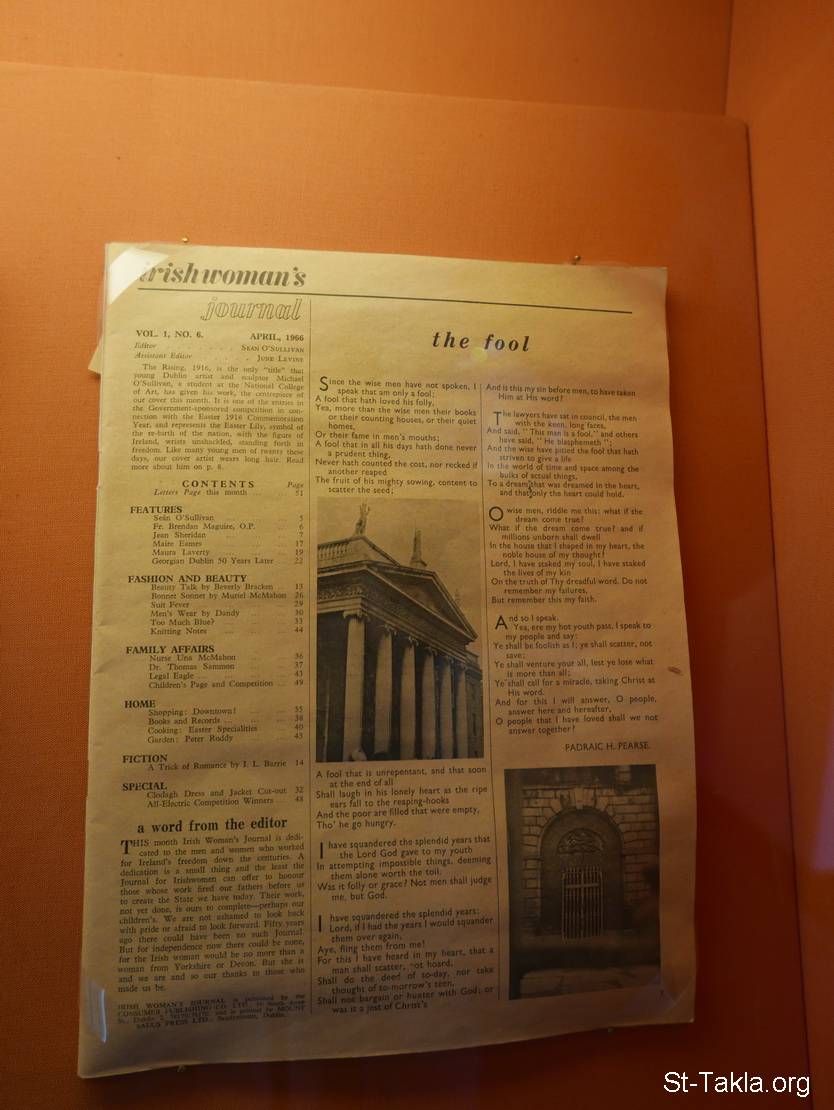 irishwoman's
journal
VOL. 1, NO. 6. APRIL, 1966
Editor . . . . SEAN O'SULLIVAN
Assistant Editor . . . . JUNE LEVINE
The Rising, 1916, is the only "title" that
young Dublin artist and sculptor Michael
O'Sullivan, a student at the National College
of Art, has given his work, the centrepiece of
our cover this month. It is one of the entries in
the Government-sponsored competition in con-
nection with the Easter 1916 Commemoration
Year, and represents the Easter Lily, symbol of
the re-birth of the nation, with the figure of
Ireland, wrists unshackled, standing forth in
freedom. Like many young men of twenty these
days, our cover artist wears long hair. Read
more about him on p. 8.
CONTENTS Page
Letters Page this month 51
FEATURES
Seán O'Sullivan ... 5
Fr. Brendan Maguire, O.P. ... 6
Jean Sheridan ... 7
Maire Eames ... 17
Maura Laverty ... 19
Georgian Dublin 50 Years Later ... 22
FASHION AND BEAUTY
Beauty Talk by Beverly Bracken ... 13
Bonnet Sonnet by Muriel McMahon 26
Suit Fever ... 29
Men's Wear by Dandy ... 30
Too Much Blue? ... 33
Knitting Notes ... 44
FAMILY AFFAIRS
Nurse Una McMahon ... 36
Dr. Thomas Sammon ... 37
Legal Eagle ... 43
Children's Page and Competition ... 49
HOME
Shopping: Downtown! ... 35
Books and Records ... 38
Cooking: Easter Specialities ... 40
Garden: Peter Roddy ... 43
FICTION
A Trick of Romance by I. L. Barrie 14
SPECIAL
Clodagh Dress and Jacket Cut-out 32
All-Electric Competition Winners ... 48
a word from the editor
THIS month Irish Woman's Journal is dedi-
cated to the men and women who worked
for Ireland's freedom down the centuries. A
dedication is a small thing and the least the
Journal for Irishwomen can offer to honour
those whose work fired our fathers before us
to create the State we have today. Their work,
not yet done, is ours to complete—perhaps our
children's. We are not ashamed to look back
with pride or afraid to look forward. Fifty years
ago there could have been no such Journal.
But for independence now there could be none,
for the Irish woman would be no more than a
woman from Yorkshire or Devon. But she is
and we are and so our thanks to those who
made us be.
IRISH WOMAN'S JOURNAL is published by the
CONSUMER PUBLISHING CO. LTD.
St., Dublin 2. and is printed by MOUNT
SALUS PRESS LTD., Sandymount, Dublin.
the fool
Since the wise men have not spoken, I
speak that am only a fool;
A fool that hath loved his folly,
Yea, more than the wise men their books
or their counting houses, or their quiet
homes,
Or their fame in men's mouths;
A fool that in all his days hath done never
a prudent thing,
Never hath counted the cost, nor recked if
another reaped
The fruit of his mighty sowing, content to
scatter the seed;
A fool that is unrepentant, and that soon
at the end of all
Shall laugh in his lonely heart as the ripe
ears fall to the reaping-hooks
And the poor are filled that were empty,
Tho' he go hungry.
I have squandered the splendid years that
the Lord God gave to my youth
In attempting impossible things, deeming
them alone worth the toil.
Was it folly or grace? Not men shall judge
me, but God.
I have squandered the splendid years:
Lord, if I had the years I would squander
them over again,
Aye, fling them from me!
For this I have heard in my heart, that a
man shall scatter, not hoard,
Shall do the deed of to-day, nor take
thought of to-morrow's teen,
Shall not bargain or huxter with God; or
was it a jest of Christ's
And is this my sin before men, to have taken
Him at His word?
The lawyers have sat in council, the men
with the keen, long faces,
And said, "This man is a fool," and others
have said, "He blasphemeth";
And the wise have pitied the fool that hath
striven to give a life
In the world of time and space among the
bulks of actual things,
To a dream that was dreamed in the heart,
and that only the heart could hold.
O wise men, riddle me this: what if the
dream come true?
What if the dream come true? and if
millions unborn shall dwell
In the house that I shaped in my heart, the
noble house of my thought?
Lord, I have staked my soul, I have staked
the lives of my kin
On the truth of Thy dreadful word. Do not
remember my failures,
But remember this my faith.
And so I speak.
Yea, ere my hot youth pass, I speak to
my people and say:
Ye shall be foolish as I; ye shall scatter, not
save;
Ye shall venture your all, lest ye lose what
is more than all;
Ye shall call for a miracle, taking Christ at
His word.
And for this I will answer, O people,
answer here and hereafter,
O people that I have loved shall we not
answer together?
PADRAIC H. PEARSE.
St-Takla.org